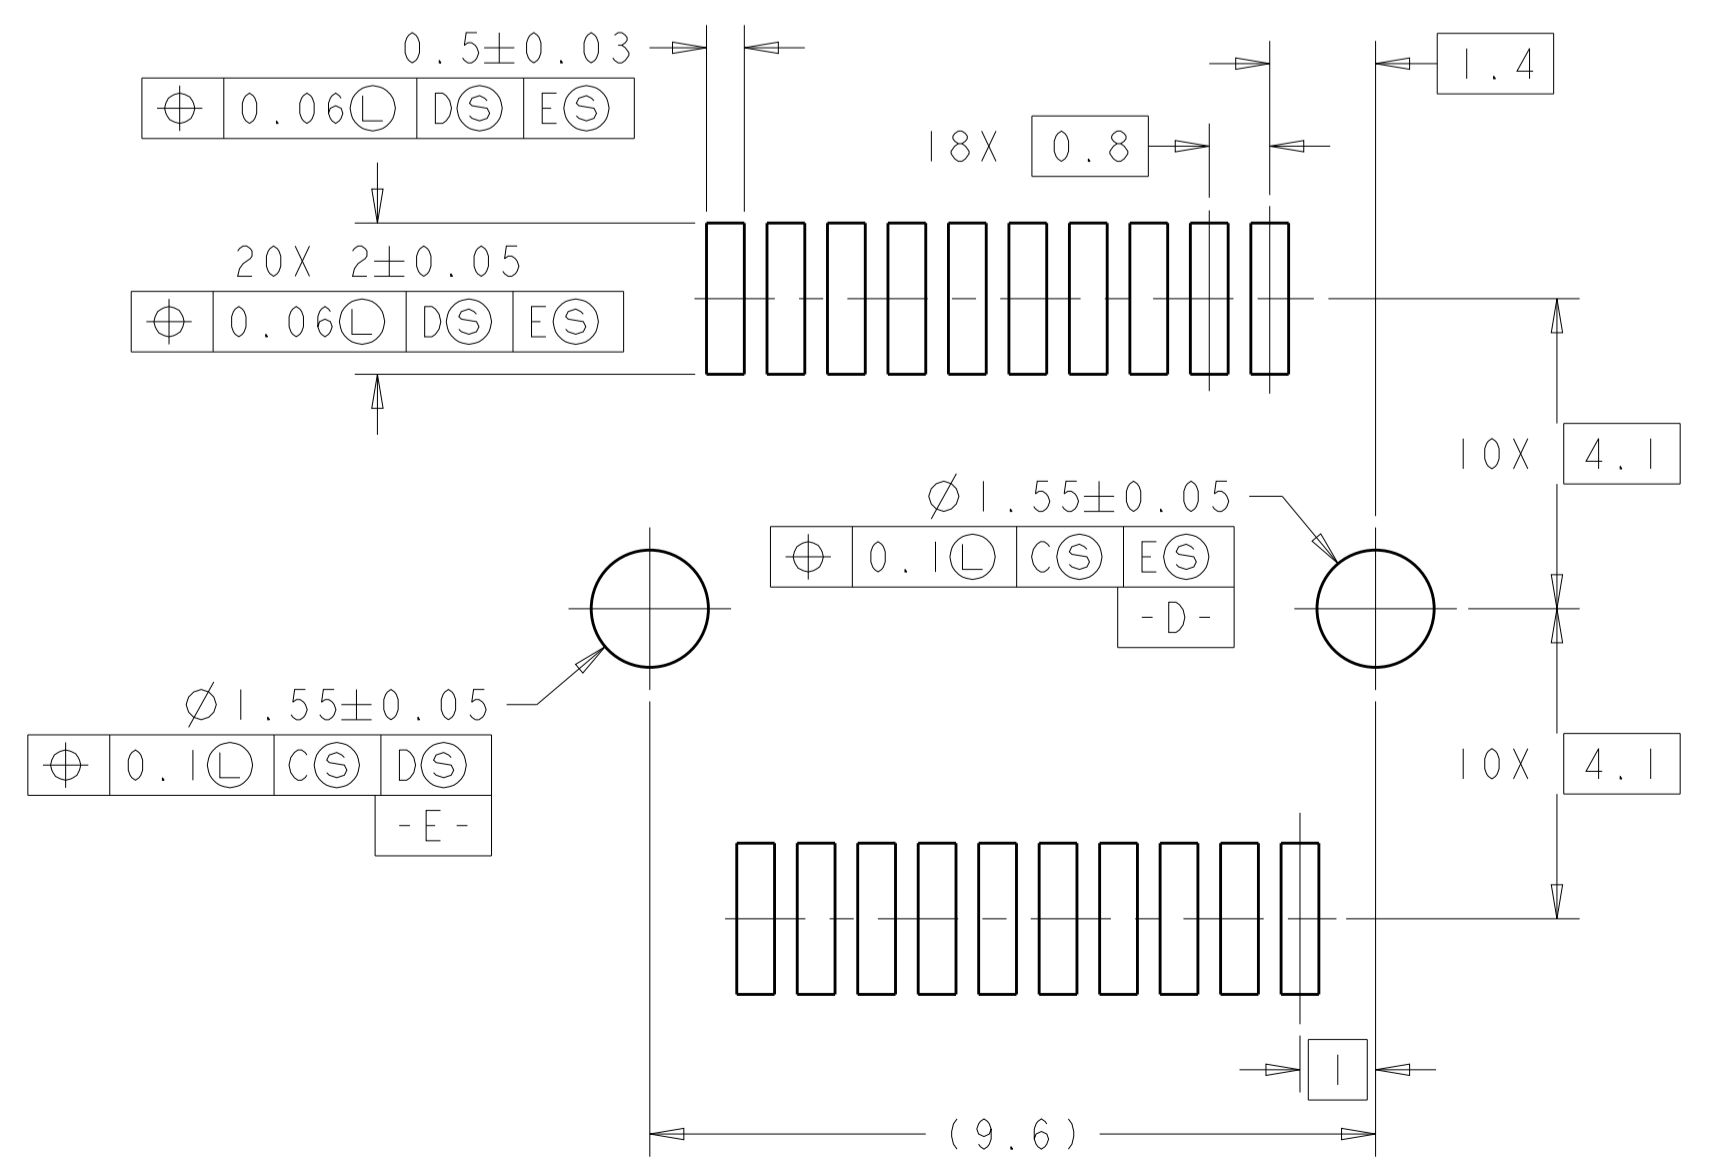 0.5±0.03
⌖ 0.06Ⓛ DⓈ EⓈ
1.4
18X 0.8
20X 2±0.05
⌖ 0.06Ⓛ DⓈ EⓈ
10X 4.1
Ø1.55±0.05
⌖ 0.1Ⓛ CⓈ EⓈ
-D-
Ø1.55±0.05
⌖ 0.1Ⓛ CⓈ DⓈ
-E-
10X 4.1
1
(9.6)